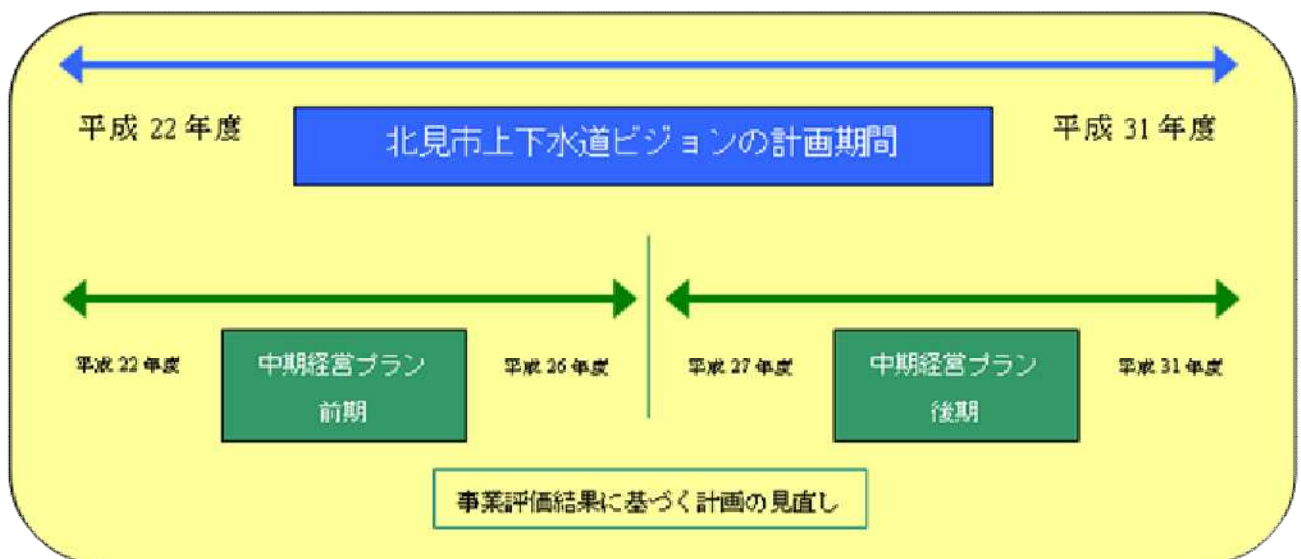 平成 22 年度
北見市上下水道ビジョンの計画期間
平成 31 年度
平成 22 年度
中期経営プラン
前期
平成 26 年度
平成 27 年度
中期経営プラン
後期
平成 31 年度
事業評価結果に基づく計画の見直し